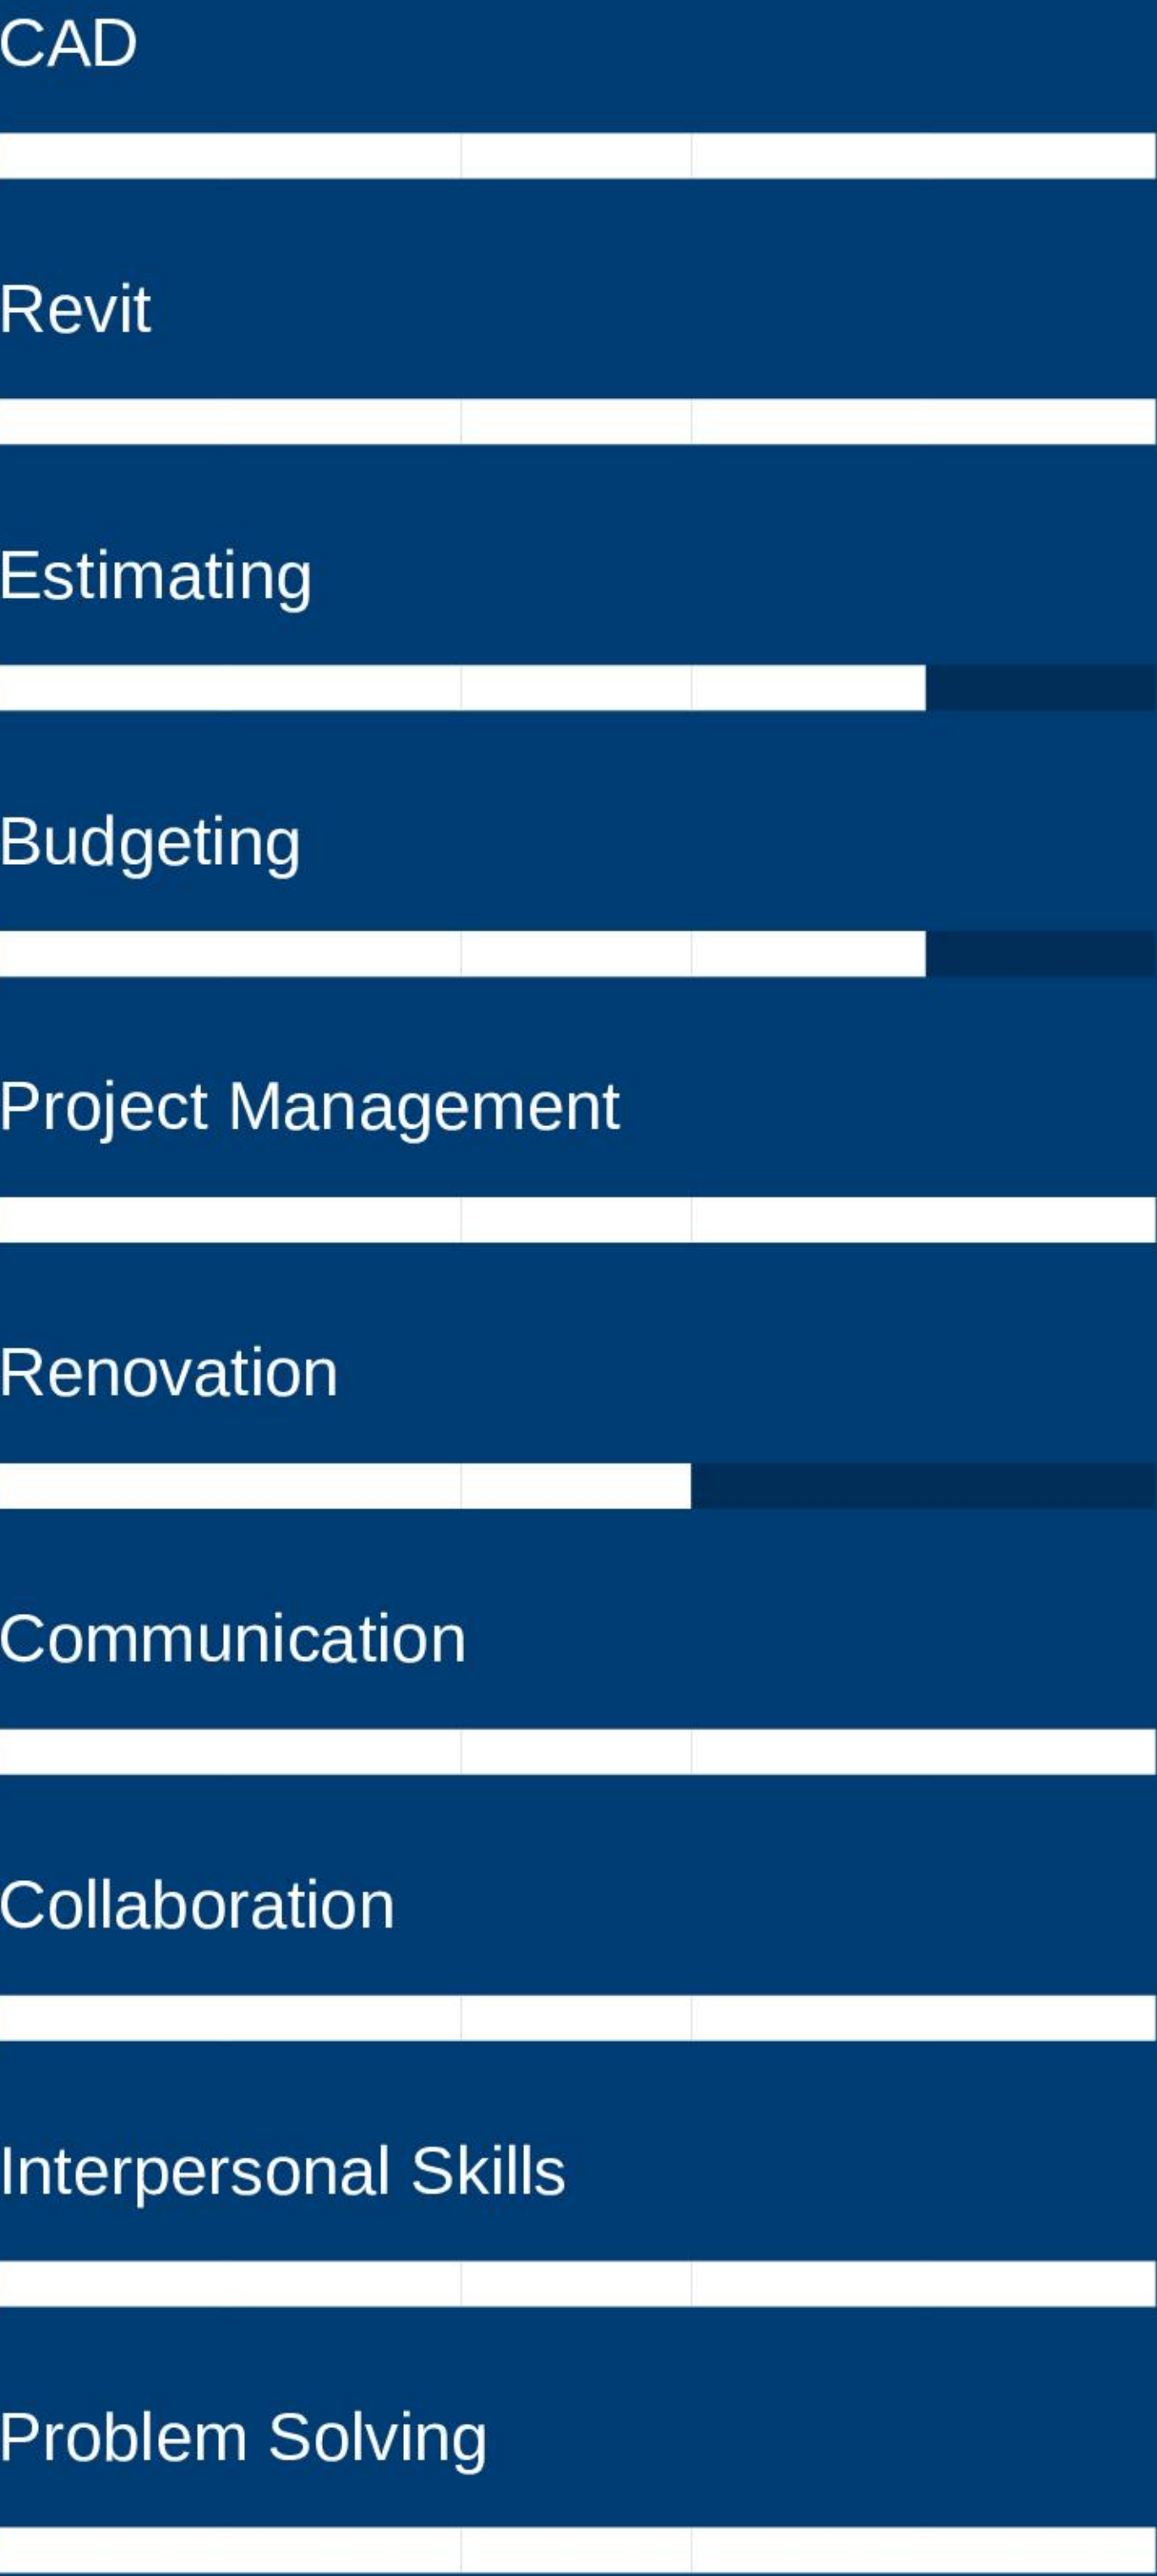 CAD
Revit
Estimating
Budgeting
Project Management
Renovation
Communication
Collaboration
Interpersonal Skills
Problem Solving